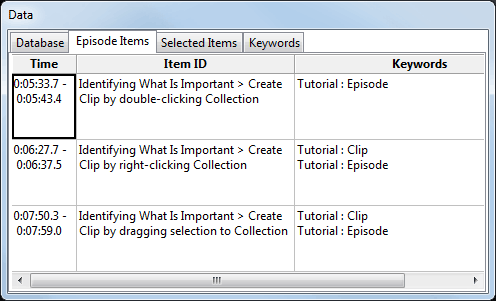 Data
Database Episode Items Selected Items Keywords
Time Item ID Keywords
0:05:33.7 - Identifying What Is Important > Create Tutorial : Episode
0:05:43.4 Clip by double-clicking Collection
0:06:27.7 - Identifying What Is Important > Create Tutorial : Clip
0:06:37.5 Clip by right-clicking Collection Tutorial : Episode
0:07:50.3 - Identifying What Is Important > Create Tutorial : Clip
0:07:59.0 Clip by dragging selection to Collection Tutorial : Episode